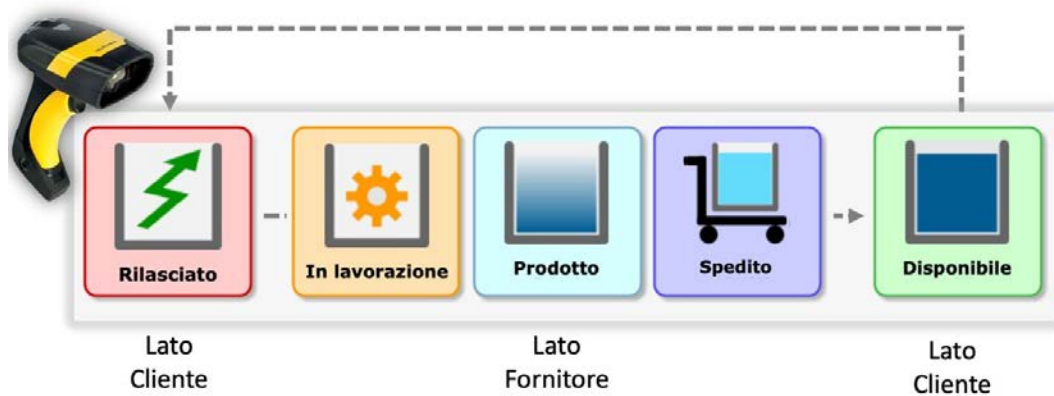 Rilasciato
In lavorazione
Prodotto
Spedito
Disponibile
Lato
Cliente
Lato
Fornitore
Lato
Cliente